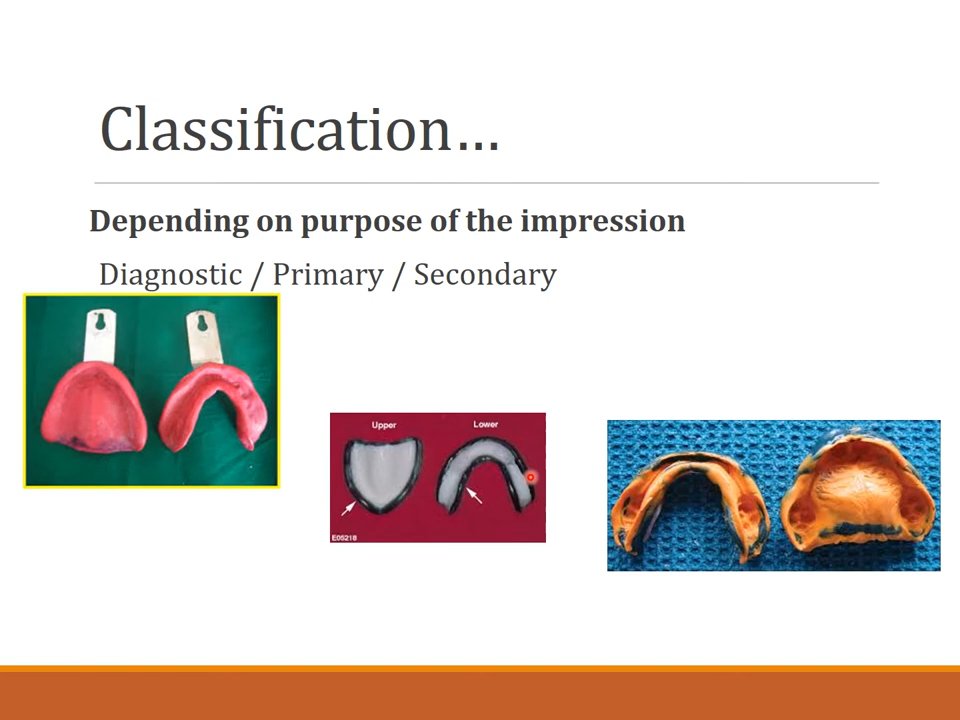 Classification…
Depending on purpose of the impression
Diagnostic / Primary / Secondary
Upper Lower
E05218